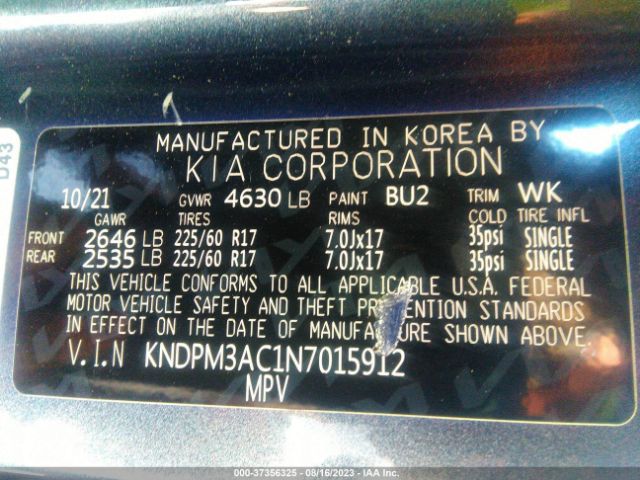 D43
MANUFACTURED IN KOREA BY
KIA CORPORATION
10/21 GVWR 4630 LB PAINT BU2 TRIM WK
GAWR TIRES RIMS COLD TIRE INFL
FRONT 2646 LB 225/60 R17 7.0Jx17 35psi SINGLE
REAR 2535 LB 225/60 R17 7.0Jx17 35psi SINGLE
THIS VEHICLE CONFORMS TO ALL APPLICABLE U.S.A. FEDERAL
MOTOR VEHICLE SAFETY AND THEFT PREVENTION STANDARDS
IN EFFECT ON THE DATE OF MANUFACTURE SHOWN ABOVE.
V.I.N KNDPM3AC1N7015912
MPV
000-37356325 - 08/16/2023 - IAA Inc.